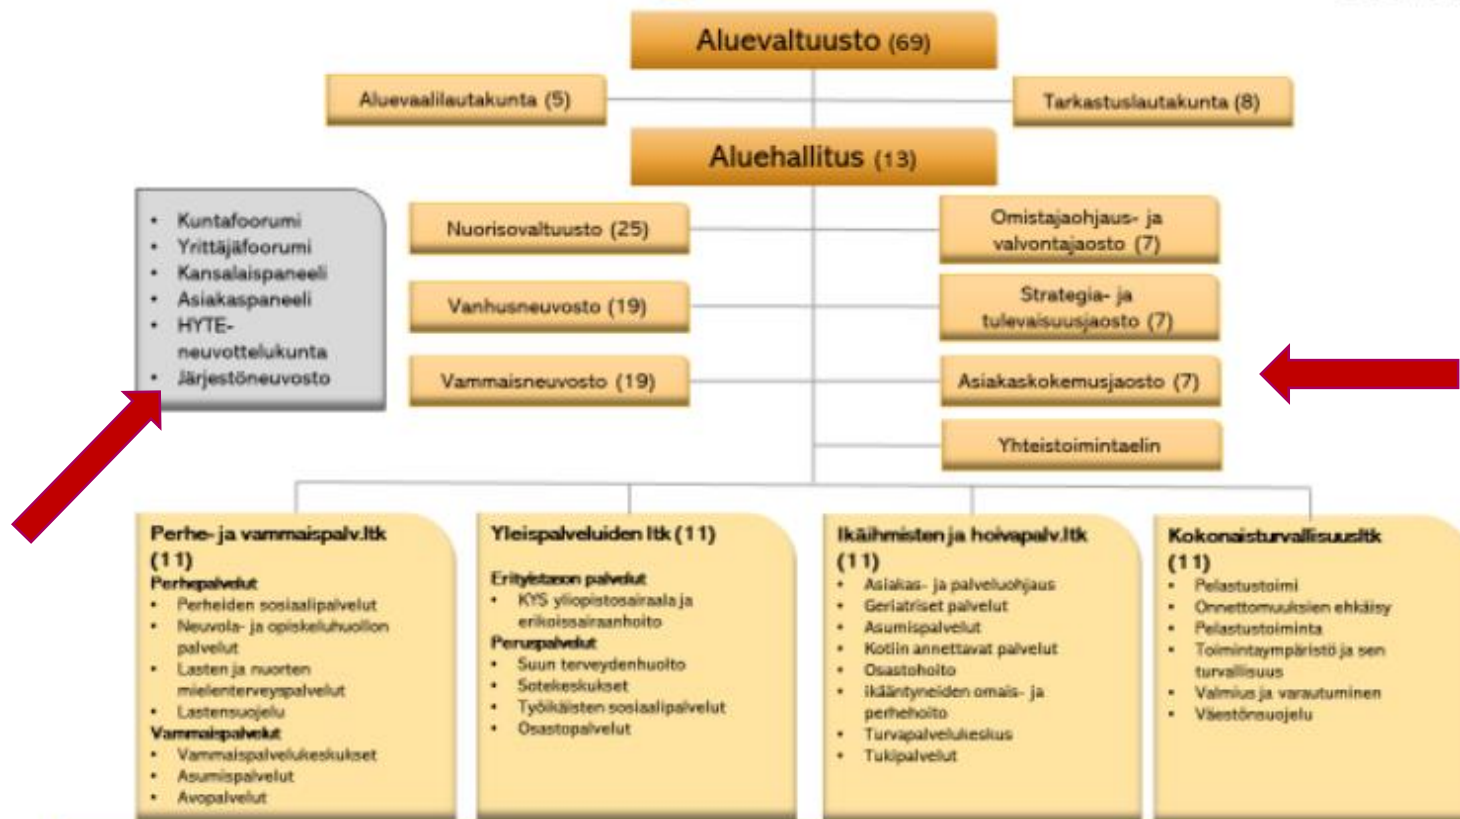 Aluevaltuusto (69)
Aluevaalilautakunta (5)
Tarkastuslautakunta (8)
Aluehallitus (13)
• Kuntafoorumi
• Yrittäjäfoorumi
• Kansalaispaneeli
• Asiakaspaneeli
• HYTE-
neuvottelukunta
• Järjestöneuvosto
Nuorisovaltuusto (25)
Vanhusneuvosto (19)
Vammaisneuvosto (19)
Omistajaohjaus- ja
valvontajaosto (7)
Strategia- ja
tulevaisuusjaosto (7)
Asiakaskokemusjaosto (7)
Yhteistoimintaelin
Perhe- ja vammaispalv.ltk
(11)
Perhepalvelut
• Perheiden sosiaalipalvelut
• Neuvola- ja opiskeluhuollon
palvelut
• Lasten ja nuorten
mielenterveyspalvelut
• Lastensuojelu
Vammaispalvelut
• Vammaispalvelukeskukset
• Asumispalvelut
• Avopalvelut
Yleispalveluiden ltk (11)
Erityistason palvelut
• KYS yliopistosairaala ja
erikoissairaanhoito
Peruspalvelut
• Suun terveydenhuolto
• Sotekeskukset
• Työikäisten sosiaalipalvelut
• Osastopalvelut
Ikäihmisten ja hoivapalv.ltk
(11)
• Asiakas- ja palveluohjaus
• Geriatriset palvelut
• Asumispalvelut
• Kotiin annettavat palvelut
• Osastohoito
• ikääntyneiden omais- ja
perhehoito
• Turvapalvelukeskus
• Tukipalvelut
Kokonaisturvallisuusltk
(11)
• Pelastustoimi
• Onnettomuuksien ehkäisy
• Pelastustoiminta
• Toimintaympäristö ja sen
turvallisuus
• Valmius ja varautuminen
• Väestönsuojelu